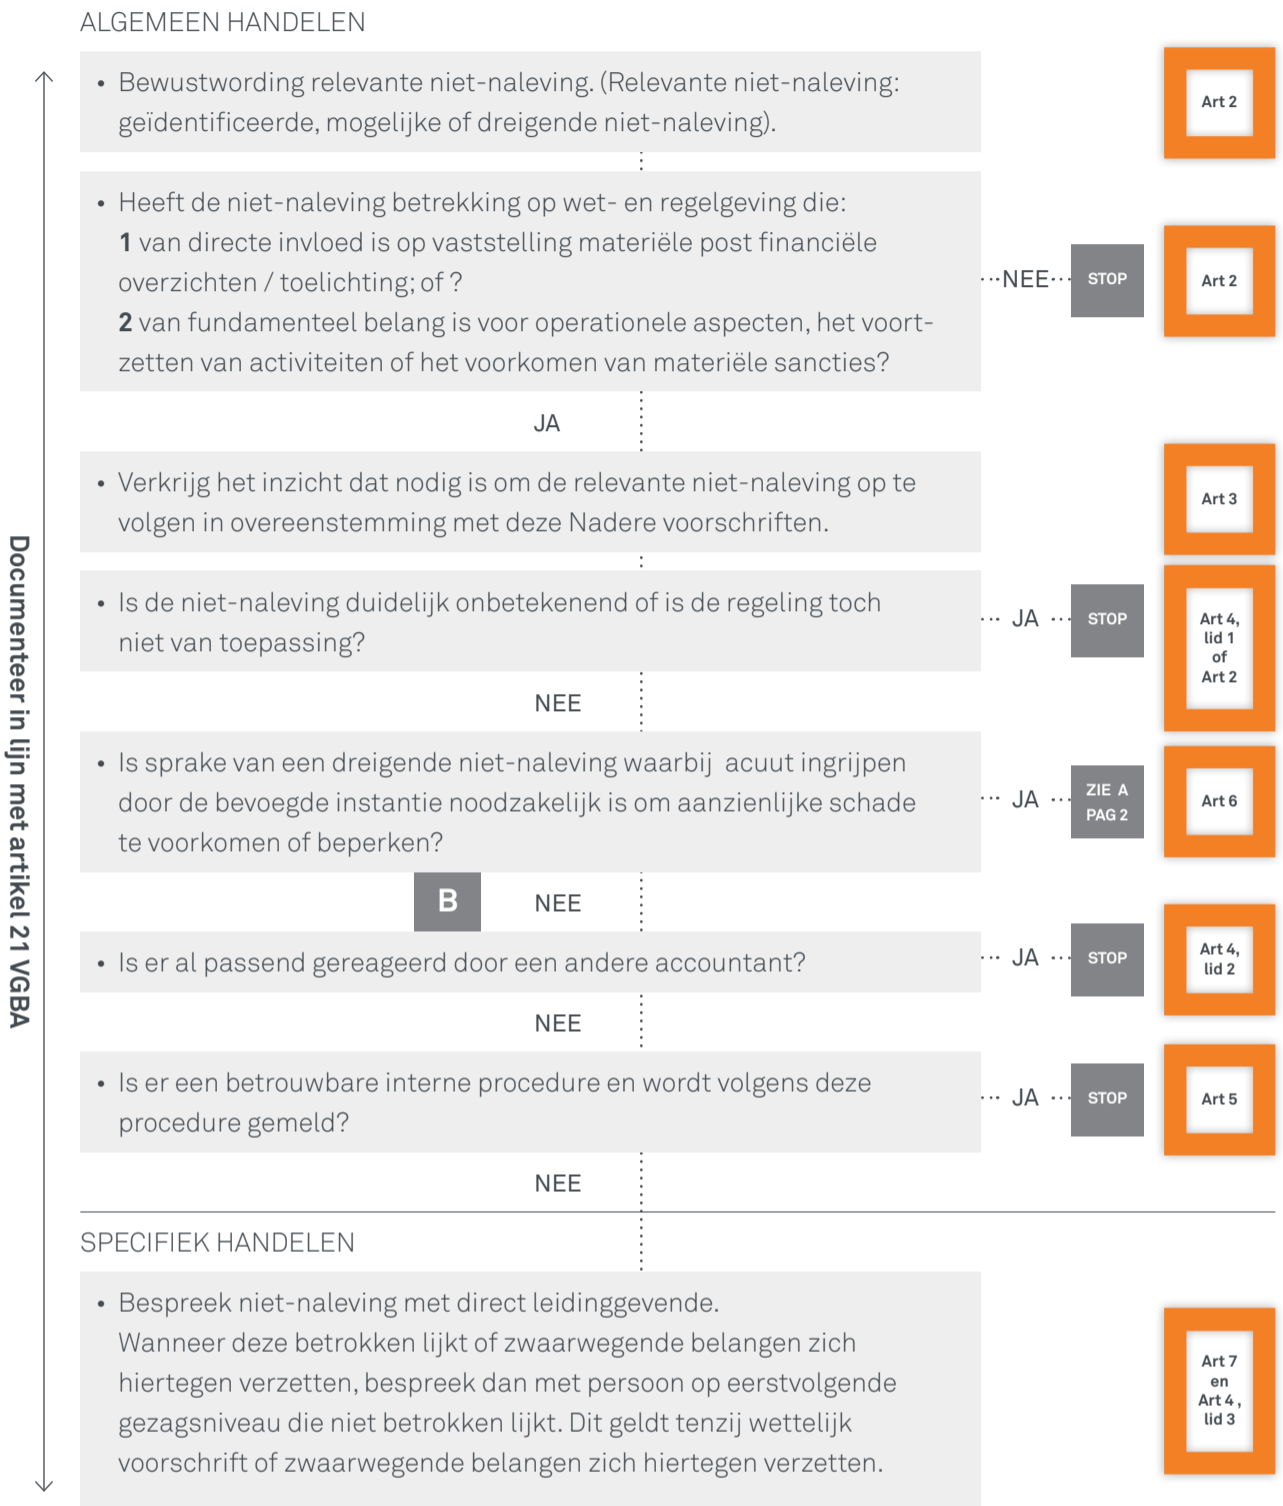 ALGEMEEN HANDELEN
• Bewustwording relevante niet-naleving. (Relevante niet-naleving:
geïdentificeerde, mogelijke of dreigende niet-naleving).
Art 2
• Heeft de niet-naleving betrekking op wet- en regelgeving die:
1 van directe invloed is op vaststelling materiële post financiële
overzichten / toelichting; of ?
2 van fundamenteel belang is voor operationele aspecten, het voort-
zetten van activiteiten of het voorkomen van materiële sancties?
NEE
STOP
Art 2
JA
• Verkrijg het inzicht dat nodig is om de relevante niet-naleving op te
volgen in overeenstemming met deze Nadere voorschriften.
Art 3
• Is de niet-naleving duidelijk onbetekenend of is de regeling toch
niet van toepassing?
JA
STOP
Art 4,
lid 1
of
Art 2
NEE
• Is sprake van een dreigende niet-naleving waarbij acuut ingrijpen
door de bevoegde instantie noodzakelijk is om aanzienlijke schade
te voorkomen of beperken?
JA
ZIE A
PAG 2
Art 6
B
NEE
• Is er al passend gereageerd door een andere accountant?
JA
STOP
Art 4,
lid 2
NEE
• Is er een betrouwbare interne procedure en wordt volgens deze
procedure gemeld?
JA
STOP
Art 5
NEE
SPECIFIEK HANDELEN
• Bespreek niet-naleving met direct leidinggevende.
Wanneer deze betrokken lijkt of zwaarwegende belangen zich
hiertegen verzetten, bespreek dan met persoon op eerstvolgende
gezagsniveau die niet betrokken lijkt. Dit geldt tenzij wettelijk
voorschrift of zwaarwegende belangen zich hiertegen verzetten.
Art 7
en
Art 4 ,
lid 3
Documenteer in lijn met artikel 21 VGBA